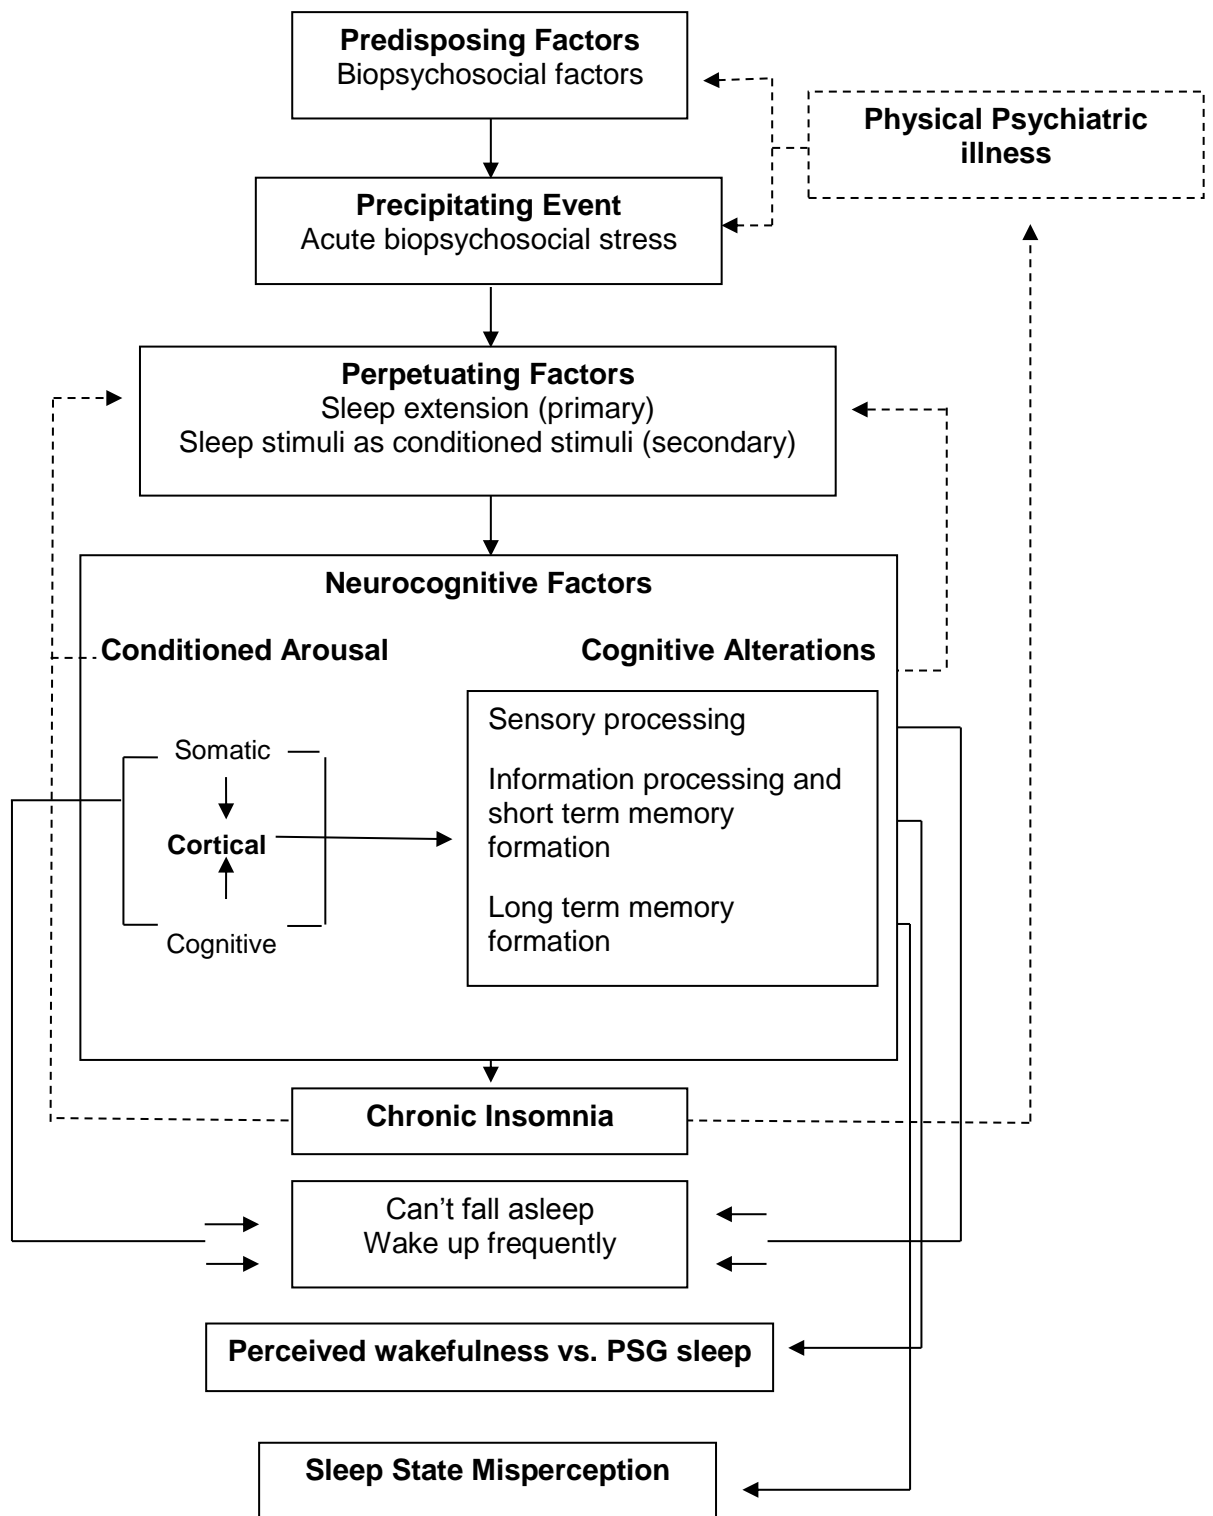 Predisposing Factors
Biopsychosocial factors
Physical Psychiatric
illness
Precipitating Event
Acute biopsychosocial stress
Perpetuating Factors
Sleep extension (primary)
Sleep stimuli as conditioned stimuli (secondary)
Neurocognitive Factors
Conditioned Arousal
Cognitive Alterations
Somatic
Cortical
Cognitive
Sensory processing
Information processing and
short term memory
formation
Long term memory
formation
Chronic Insomnia
Can’t fall asleep
Wake up frequently
Perceived wakefulness vs. PSG sleep
Sleep State Misperception